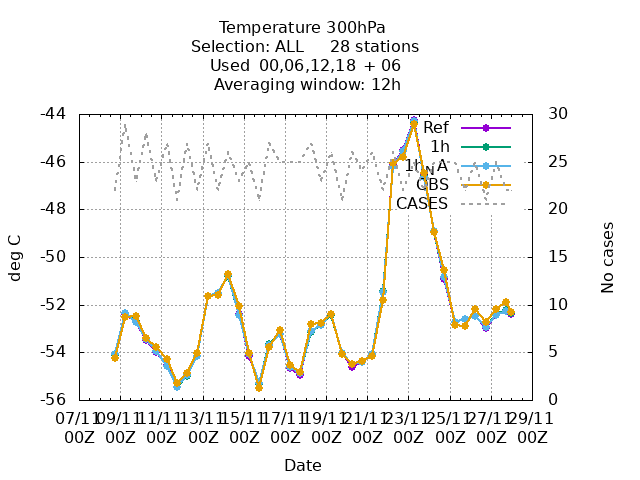 Temperature 300hPa
Selection: ALL 28 stations
Used 00,06,12,18 + 06
Averaging window: 12h
-44
-46
-48
-50
-52
-54
-56
30
25
20
15
10
5
0
deg C
No cases
Ref
1h
1h_NA
OBS
CASES
07/11 09/11 11/11 13/11 15/11 17/11 19/11 21/11 23/11 25/11 27/11 29/11
00Z 00Z 00Z 00Z 00Z 00Z 00Z 00Z 00Z 00Z 00Z 00Z
Date